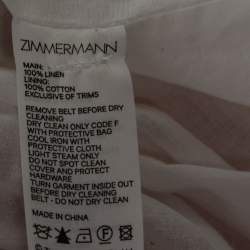 ZIMMERMANN
MAIN:
100% LINEN
LINING:
100% COTTON
EXCLUSIVE OF TRIMS
REMOVE BELT BEFORE DRY
CLEANING
DRY CLEAN ONLY CODE P.
WITH PROTECTIVE BAG
COOL IRON WITH
PROTECTIVE CLOTH
LIGHT STEAM ONLY
DO NOT SPOT CLEAN
COVER AND PROTECT
HARDWARE
TURN GARMENT INSIDE OUT
BEFORE DRY CLEANING
BELT - DO NOT DRY CLEAN
MADE IN CHINA